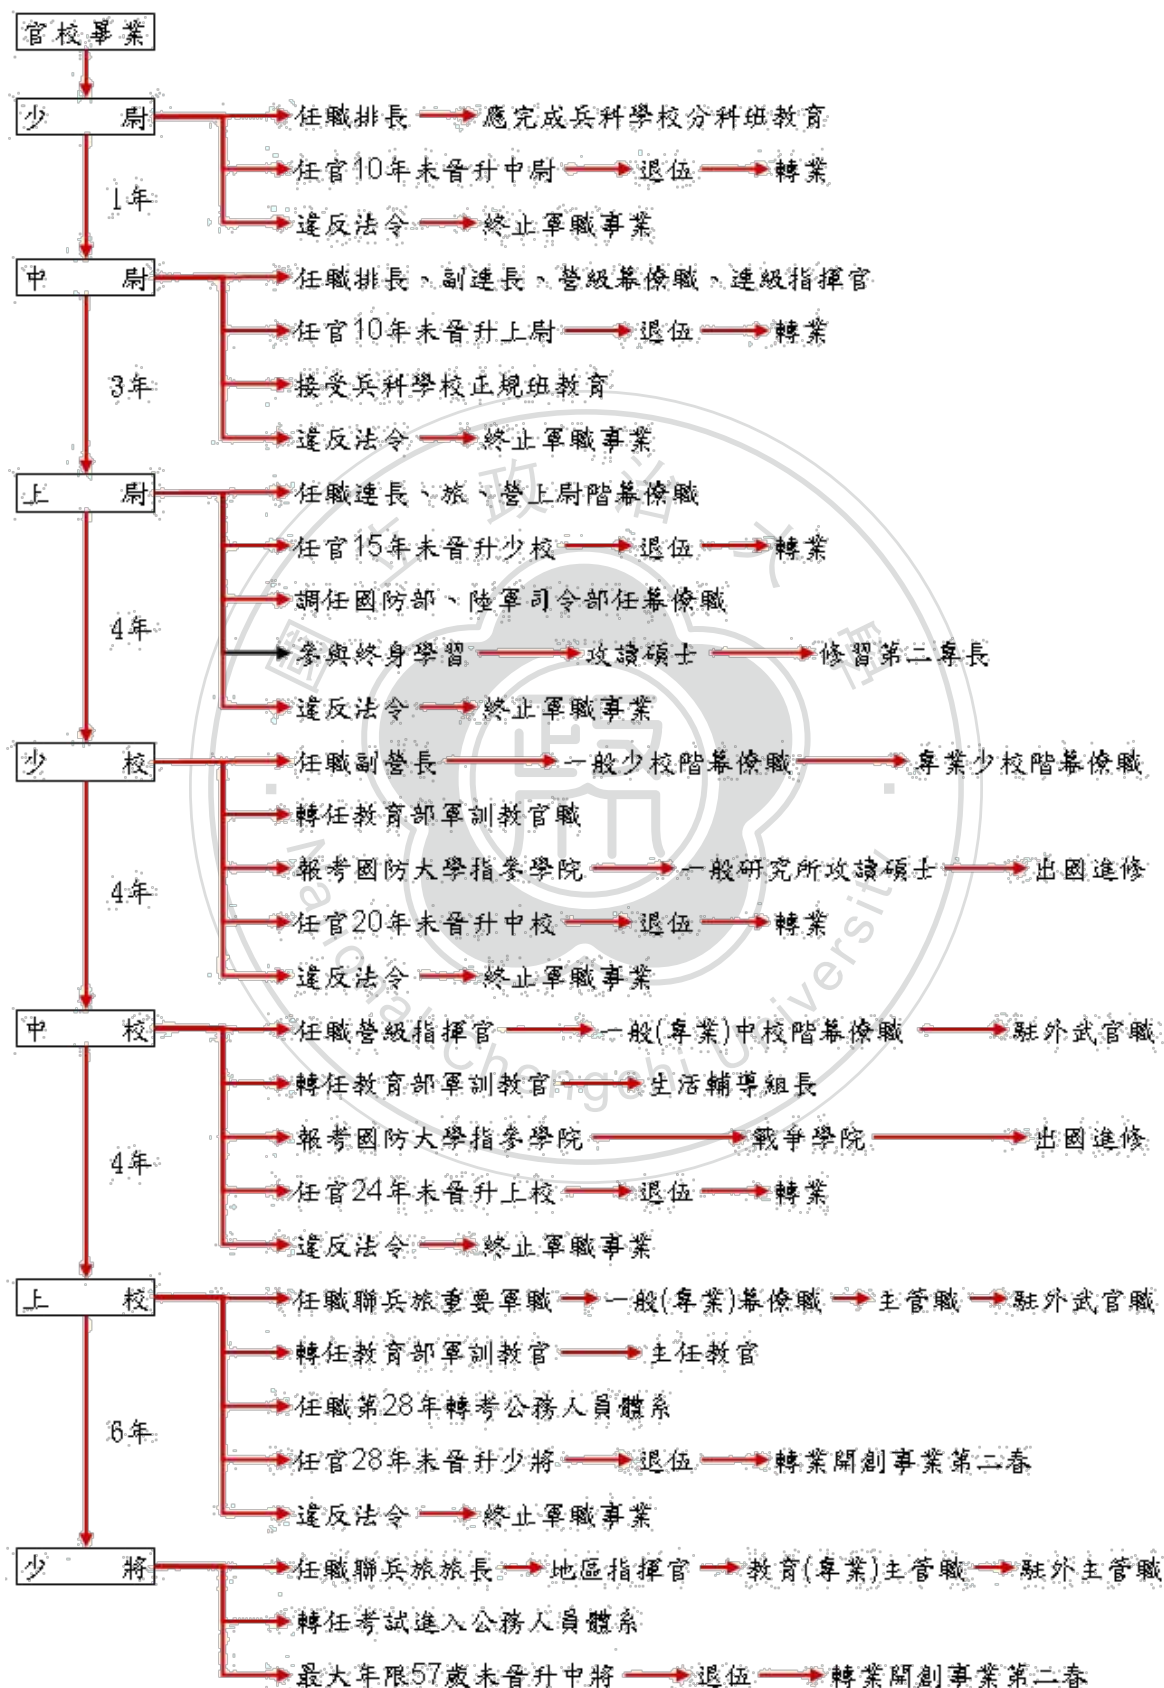 官校畢業
少 尉
任職排長 應完成兵科學校分科班教育
任官10年未晉升中尉 退伍 轉業
1年
違反法令 終止軍職事業
中 尉
任職排長、副連長、營級幕僚職、連級指揮官
任官10年未晉升上尉 退伍 轉業
3年
接受兵科學校正規班教育
違反法令 終止軍職事業
上 尉
任職連長、旅、營上尉階幕僚職
任官15年未晉升少校 退伍 轉業
調任國防部、陸軍司令部任幕僚職
4年
參與終身學習 攻讀碩士 修習第二專長
違反法令 終止軍職事業
少 校
任職副營長 一般少校階幕僚職 專業少校階幕僚職
轉任教育部軍訓教官職
報考國防大學指參學院 一般研究所攻讀碩士 出國進修
4年
任官20年未晉升中校 退伍 轉業
違反法令 終止軍職事業
中 校
任職營級指揮官 一般(專業)中校階幕僚職 駐外武官職
轉任教育部軍訓教官 生活輔導組長
報考國防大學指參學院 戰爭學院 出國進修
4年
任官24年未晉升上校 退伍 轉業
違反法令 終止軍職事業
上 校
任職聯兵旅重要軍職 一般(專業)幕僚職 主管職 駐外武官職
轉任教育部軍訓教官 主任教官
任職第28年轉考公務人員體系
6年
任官28年未晉升少將 退伍 轉業開創事業第二春
違反法令 終止軍職事業
少 將
任職聯兵旅旅長 地區指揮官 教育(專業)主管職 駐外主管職
轉任考試進入公務人員體系
最大年限57歲未晉升中將 退伍 轉業開創事業第二春
國立政治大學
National Chengchi University